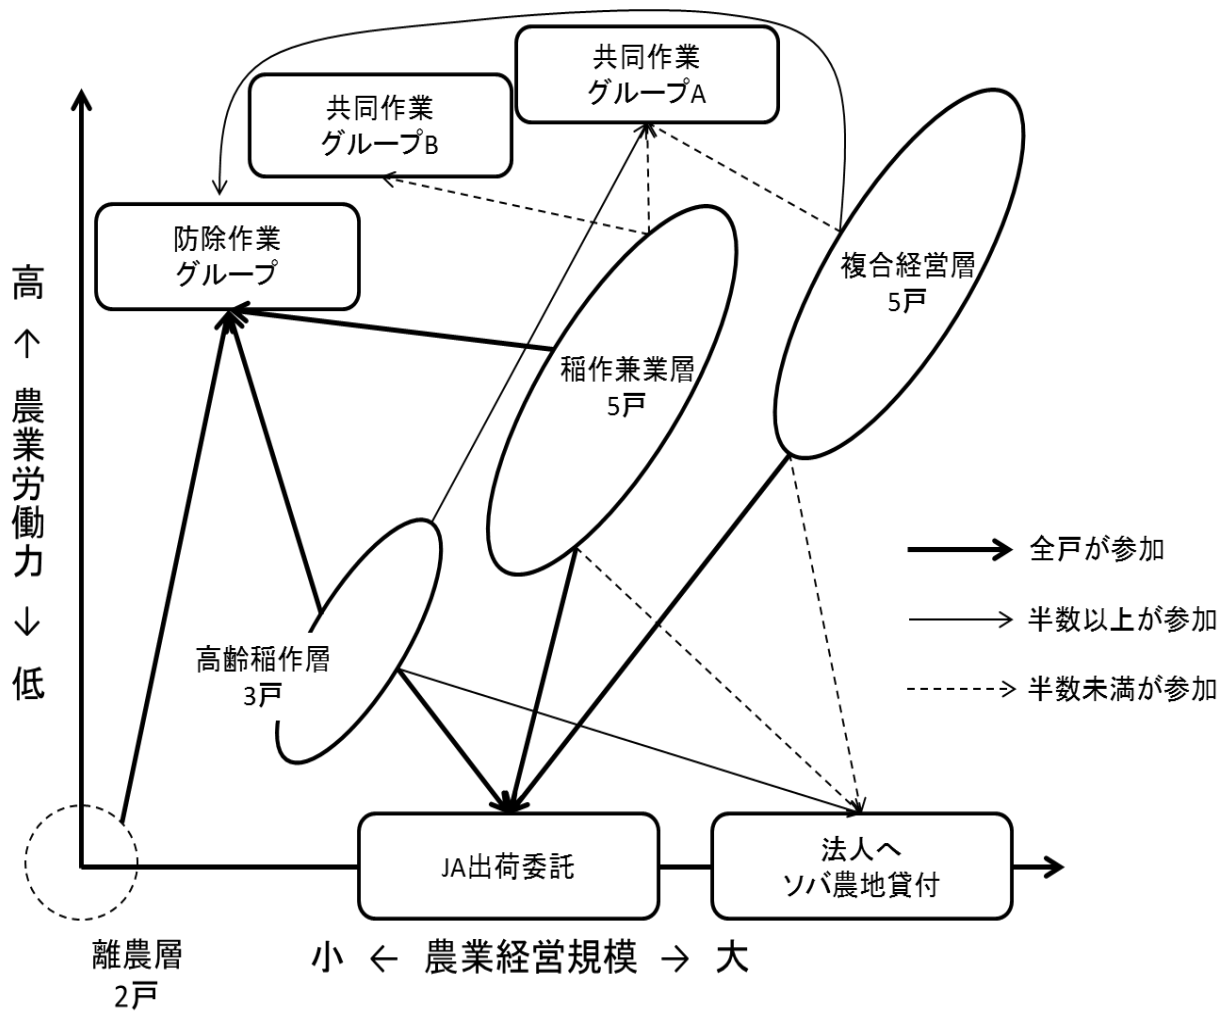 共同作業
グループA
共同作業
グループB
防除作業
グループ
複合経営層
5戸
稲作兼業層
5戸
高齢稲作層
3戸
高
↑
農業労働力
↓
低
全戸が参加
半数以上が参加
半数未満が参加
JA出荷委託
法人へ
ソバ農地貸付
離農層
2戸
小 ← 農業経営規模 → 大